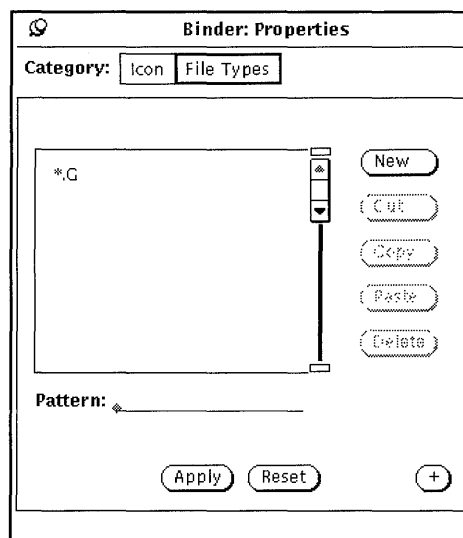 Binder: Properties
Category: Icon File Types
*.G
New
Cut
Copy
Paste
Delete
Pattern:
Apply Reset +